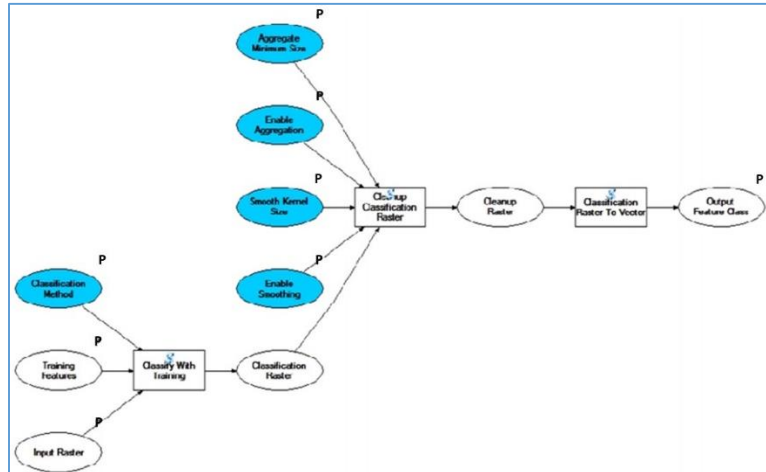 P
Aggregate
Minimum Size
P
Enable
Aggregation
P
Smooth Kernel
Size
Cleanup
Classification
Raster
Cleanup
Raster
Classification
Raster To Vector
P
Output
Feature Class
P
Enable
Smoothing
P
Classification
Method
P
Training
Features
Classify With
Training
Classification
Raster
P
Input Raster